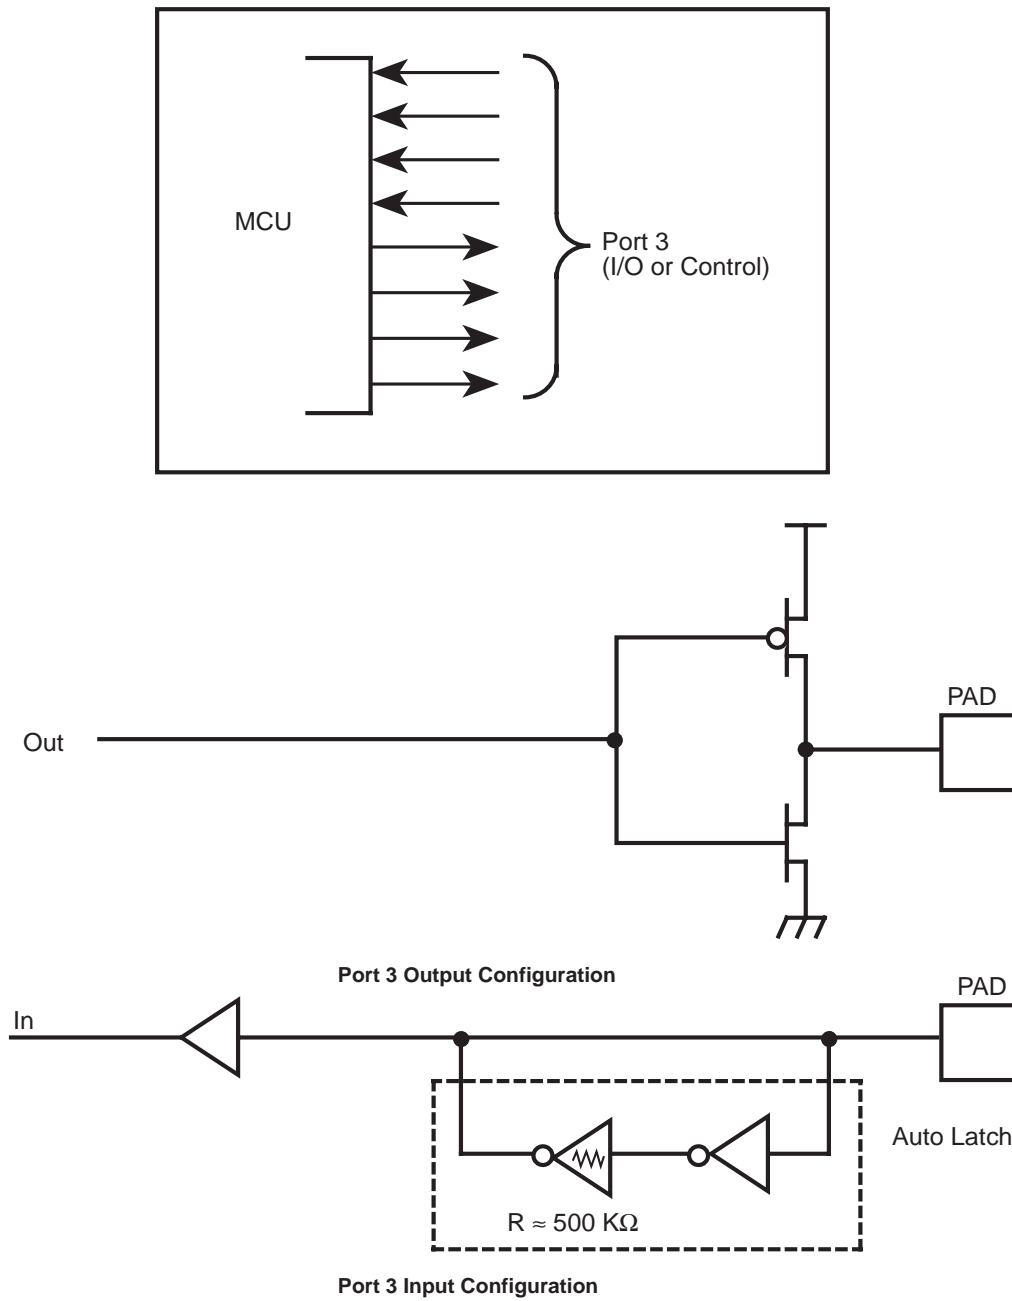 MCU
Port 3
(I/O or Control)
PAD
Out
Port 3 Output Configuration
PAD
In
Auto Latch
R ≈ 500 KΩ
Port 3 Input Configuration